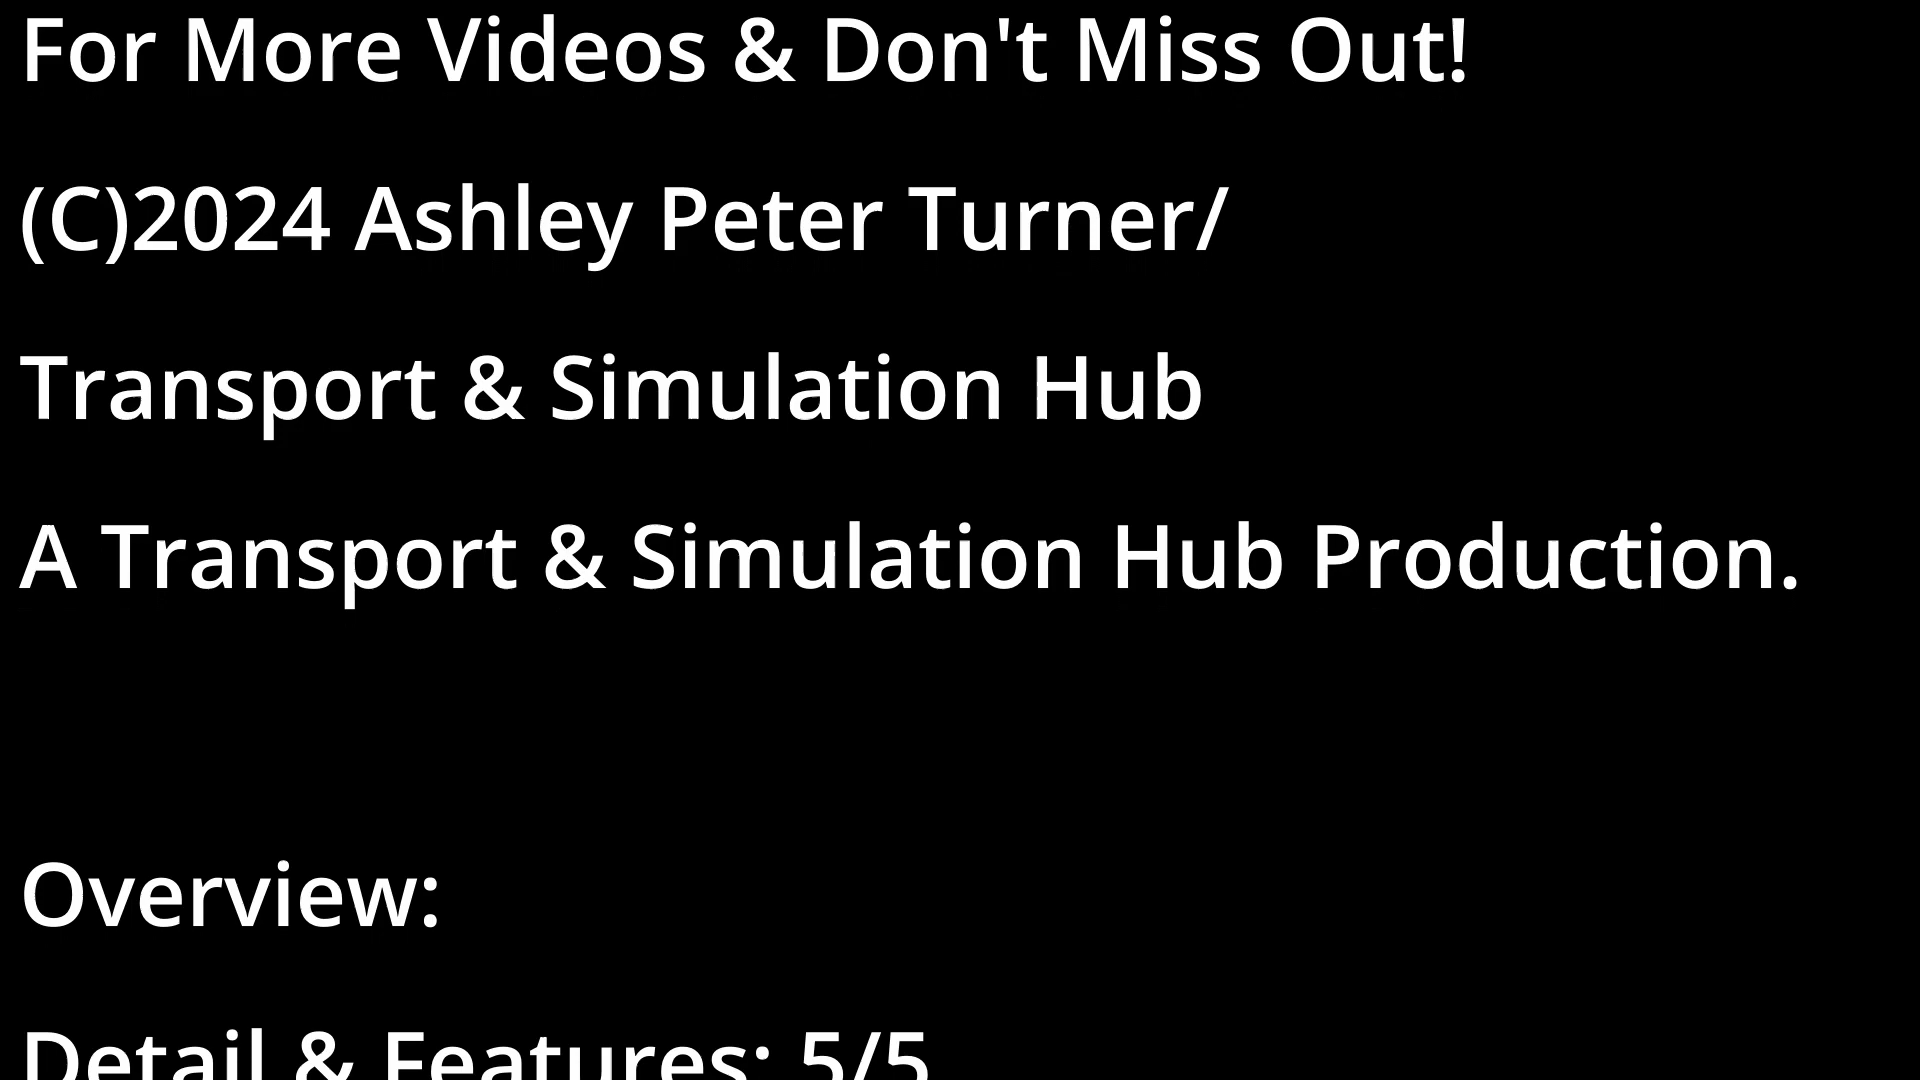 For More Videos & Don't Miss Out!
(C)2024 Ashley Peter Turner/
Transport & Simulation Hub
A Transport & Simulation Hub Production.
Overview:
Detail & Features: 5/5